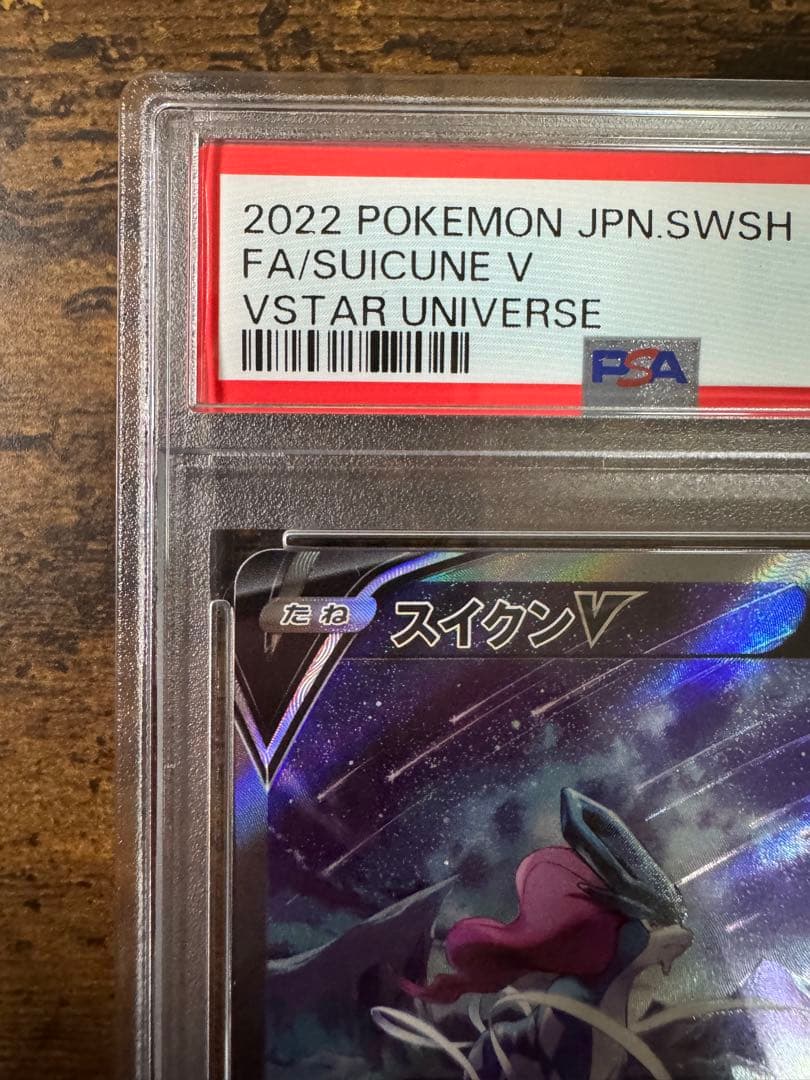 2022 POKEMON JPN.SWSH
FA/SUICUNE V
VSTAR UNIVERSE
PSA
たね スイクンV